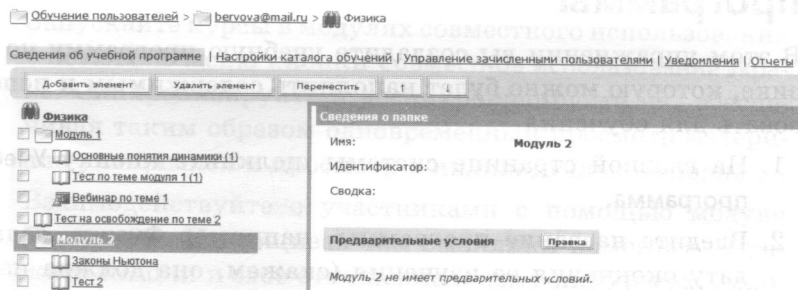 Обучение пользователей > bervova@mail.ru > Физика
Сведения об учебной программе | Настройки каталога обучений | Управление зачисленными пользователями | Уведомления | Отчеты
Добавить элемент Удалить элемент Переместить ↑ ↓
Физика
Модуль 1
Основные понятия динамики (1)
Тест по теме модуля 1 (1)
Вебинар по теме 1
Тест на освобождение по теме 2
Модуль 2
Законы Ньютона
Тест 2
Сведения о папке
Имя: Модуль 2
Идентификатор:
Сводка:
Предварительные условия Правка
Модуль 2 не имеет предварительных условий.